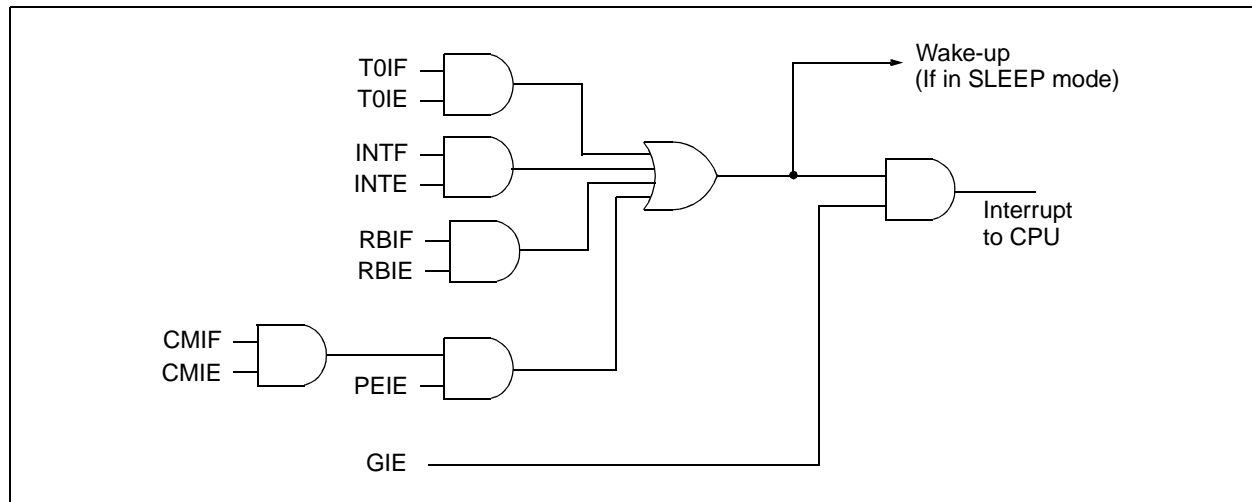 T0IF
T0IE
INTF
INTE
RBIF
RBIE
CMIF
CMIE
PEIE
GIE
Wake-up
(If in SLEEP mode)
Interrupt
to CPU